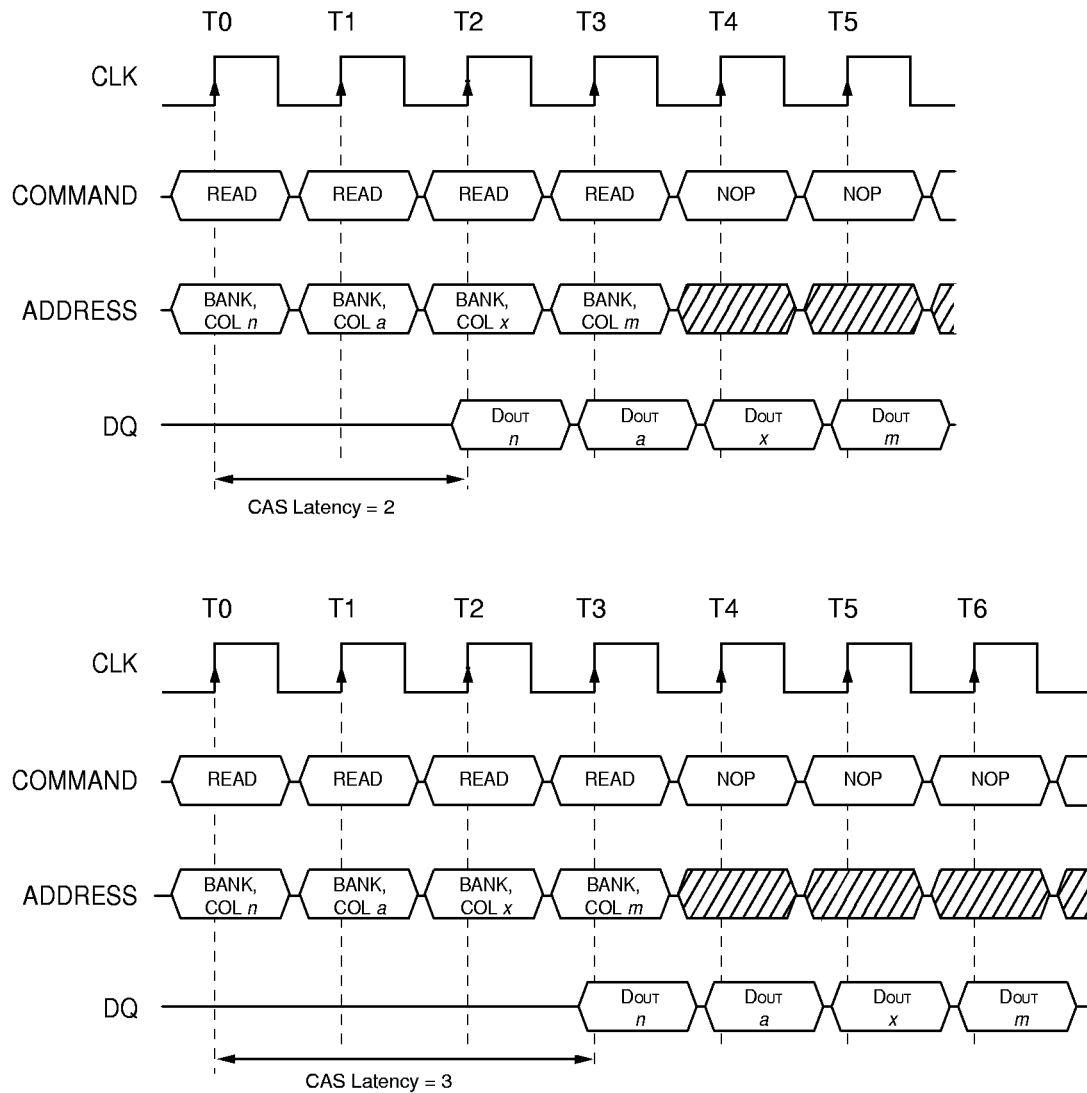 T0 T1 T2 T3 T4 T5
CLK
COMMAND READ READ READ READ NOP NOP
ADDRESS BANK, COL n BANK, COL a BANK, COL x BANK, COL m
DQ DOUT n DOUT a DOUT x DOUT m
CAS Latency = 2
T0 T1 T2 T3 T4 T5 T6
CLK
COMMAND READ READ READ READ NOP NOP NOP
ADDRESS BANK, COL n BANK, COL a BANK, COL x BANK, COL m
DQ DOUT n DOUT a DOUT x DOUT m
CAS Latency = 3